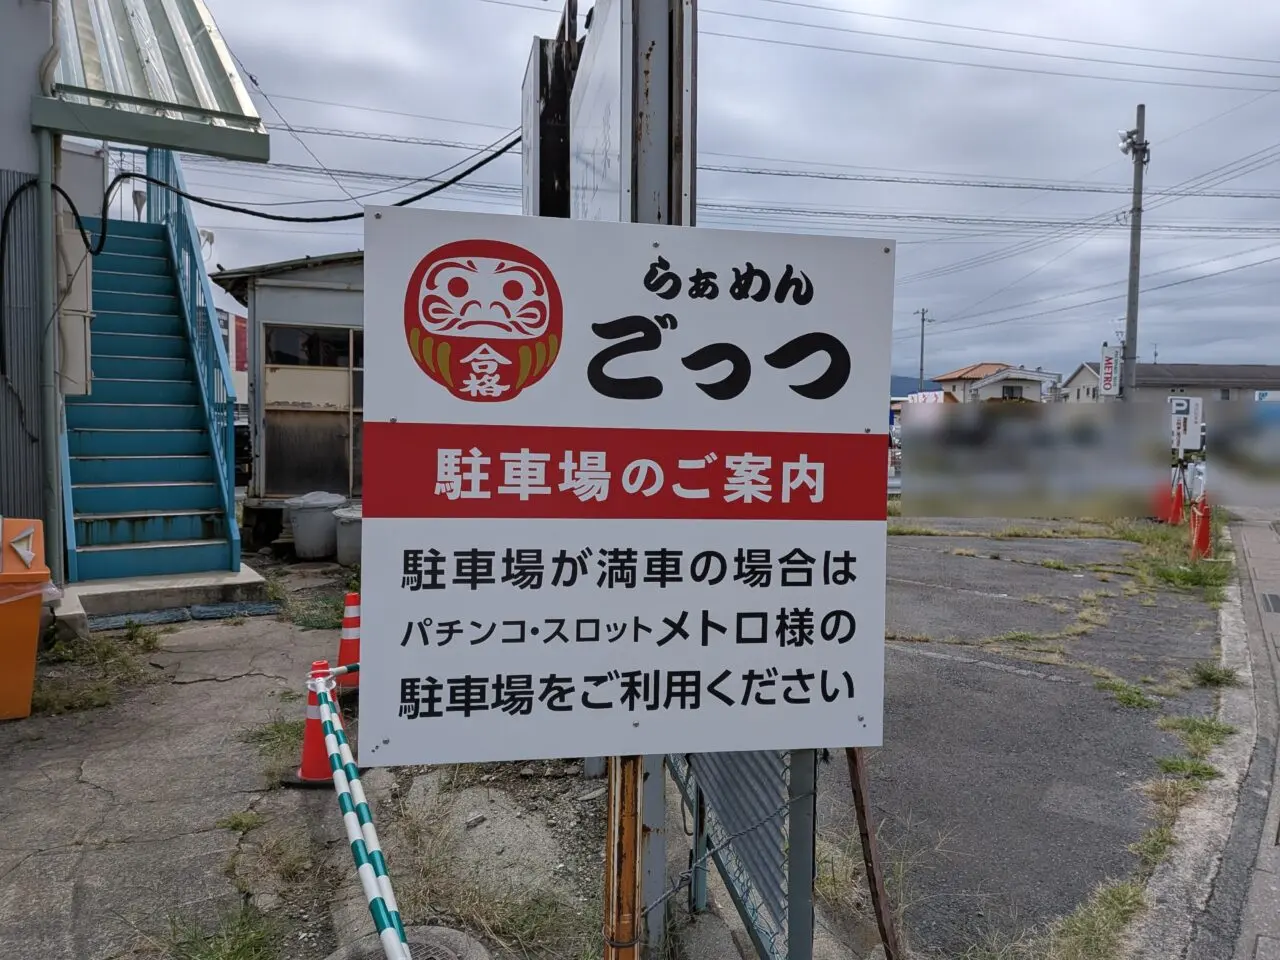 合格
らぁめん
ごっつ
駐車場のご案内
駐車場が満車の場合は
パチンコ・スロットメトロ様の
駐車場をご利用ください
METRO
P